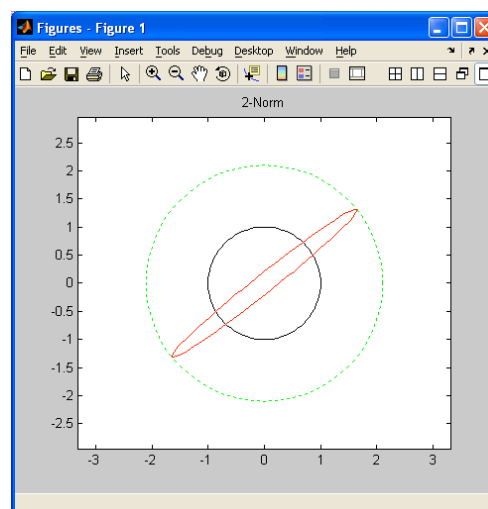 Figures - Figure 1
File Edit View Insert Tools Debug Desktop Window Help
2-Norm
2.5
2
1.5
1
0.5
0
-0.5
-1
-1.5
-2
-2.5
-3 -2 -1 0 1 2 3